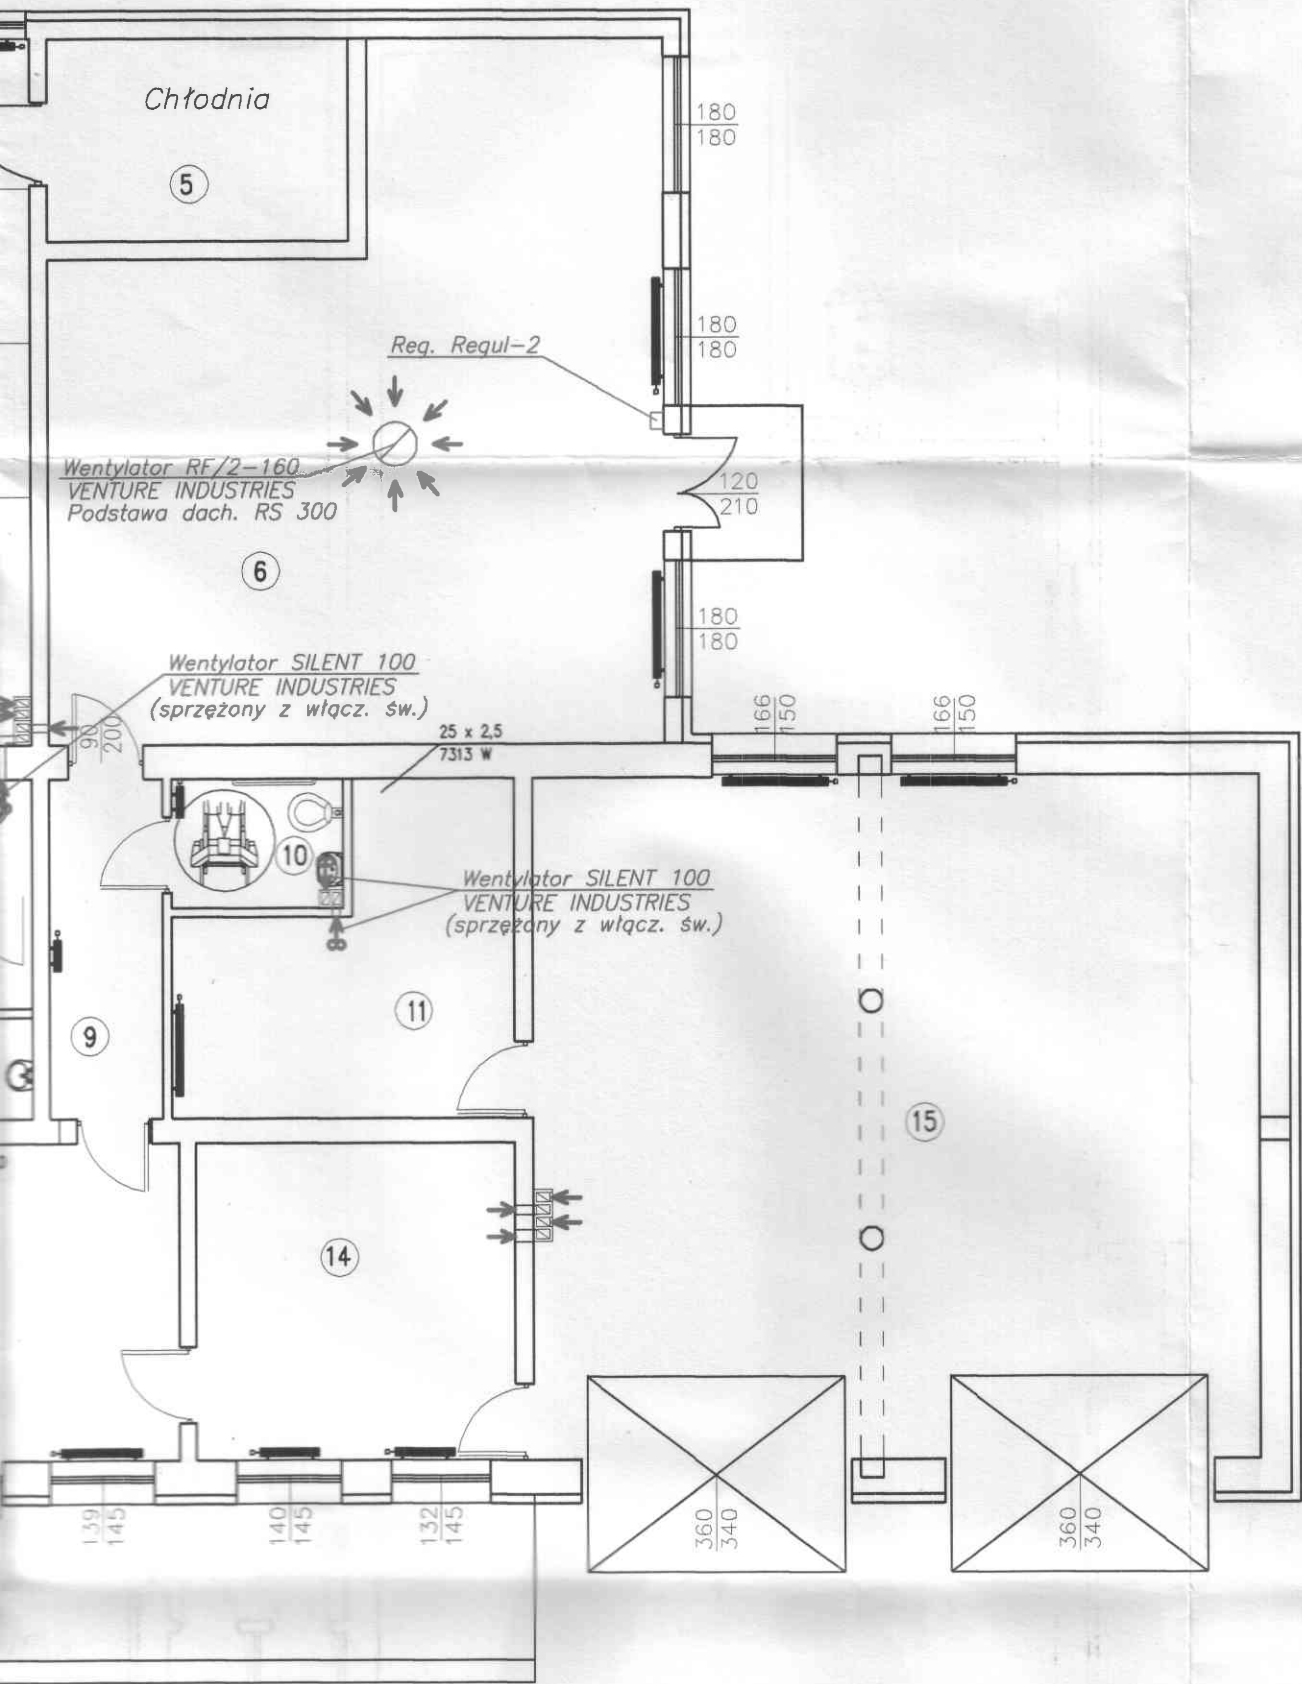 Chłodnia
5
180
180
180
180
Reg. Regul-2
Wentylator RF/2-160
VENTURE INDUSTRIES
Podstawa dach. RS 300
120
210
6
180
180
Wentylator SILENT 100
VENTURE INDUSTRIES
(sprzężony z włącz. św.)
90
200
25 x 2,5
7313 W
166
150
166
150
10
Wentylator SILENT 100
VENTURE INDUSTRIES
(sprzężony z włącz. św.)
9
11
15
14
139
145
140
145
132
145
360
340
360
340